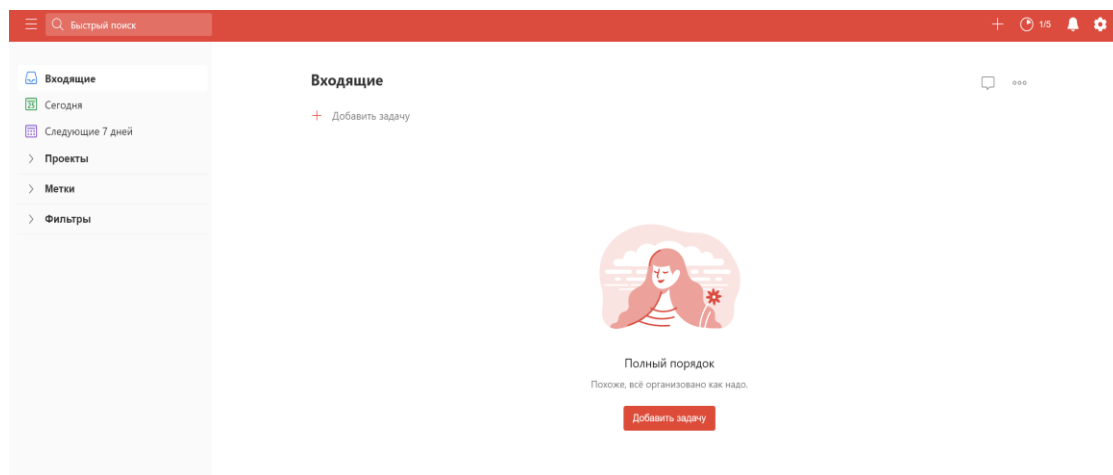 Быстрый поиск
1/5
Входящие
23 Сегодня
Следующие 7 дней
Проекты
Метки
Фильтры
Входящие
Добавить задачу
Полный порядок
Похоже, всё организовано как надо.
Добавить задачу